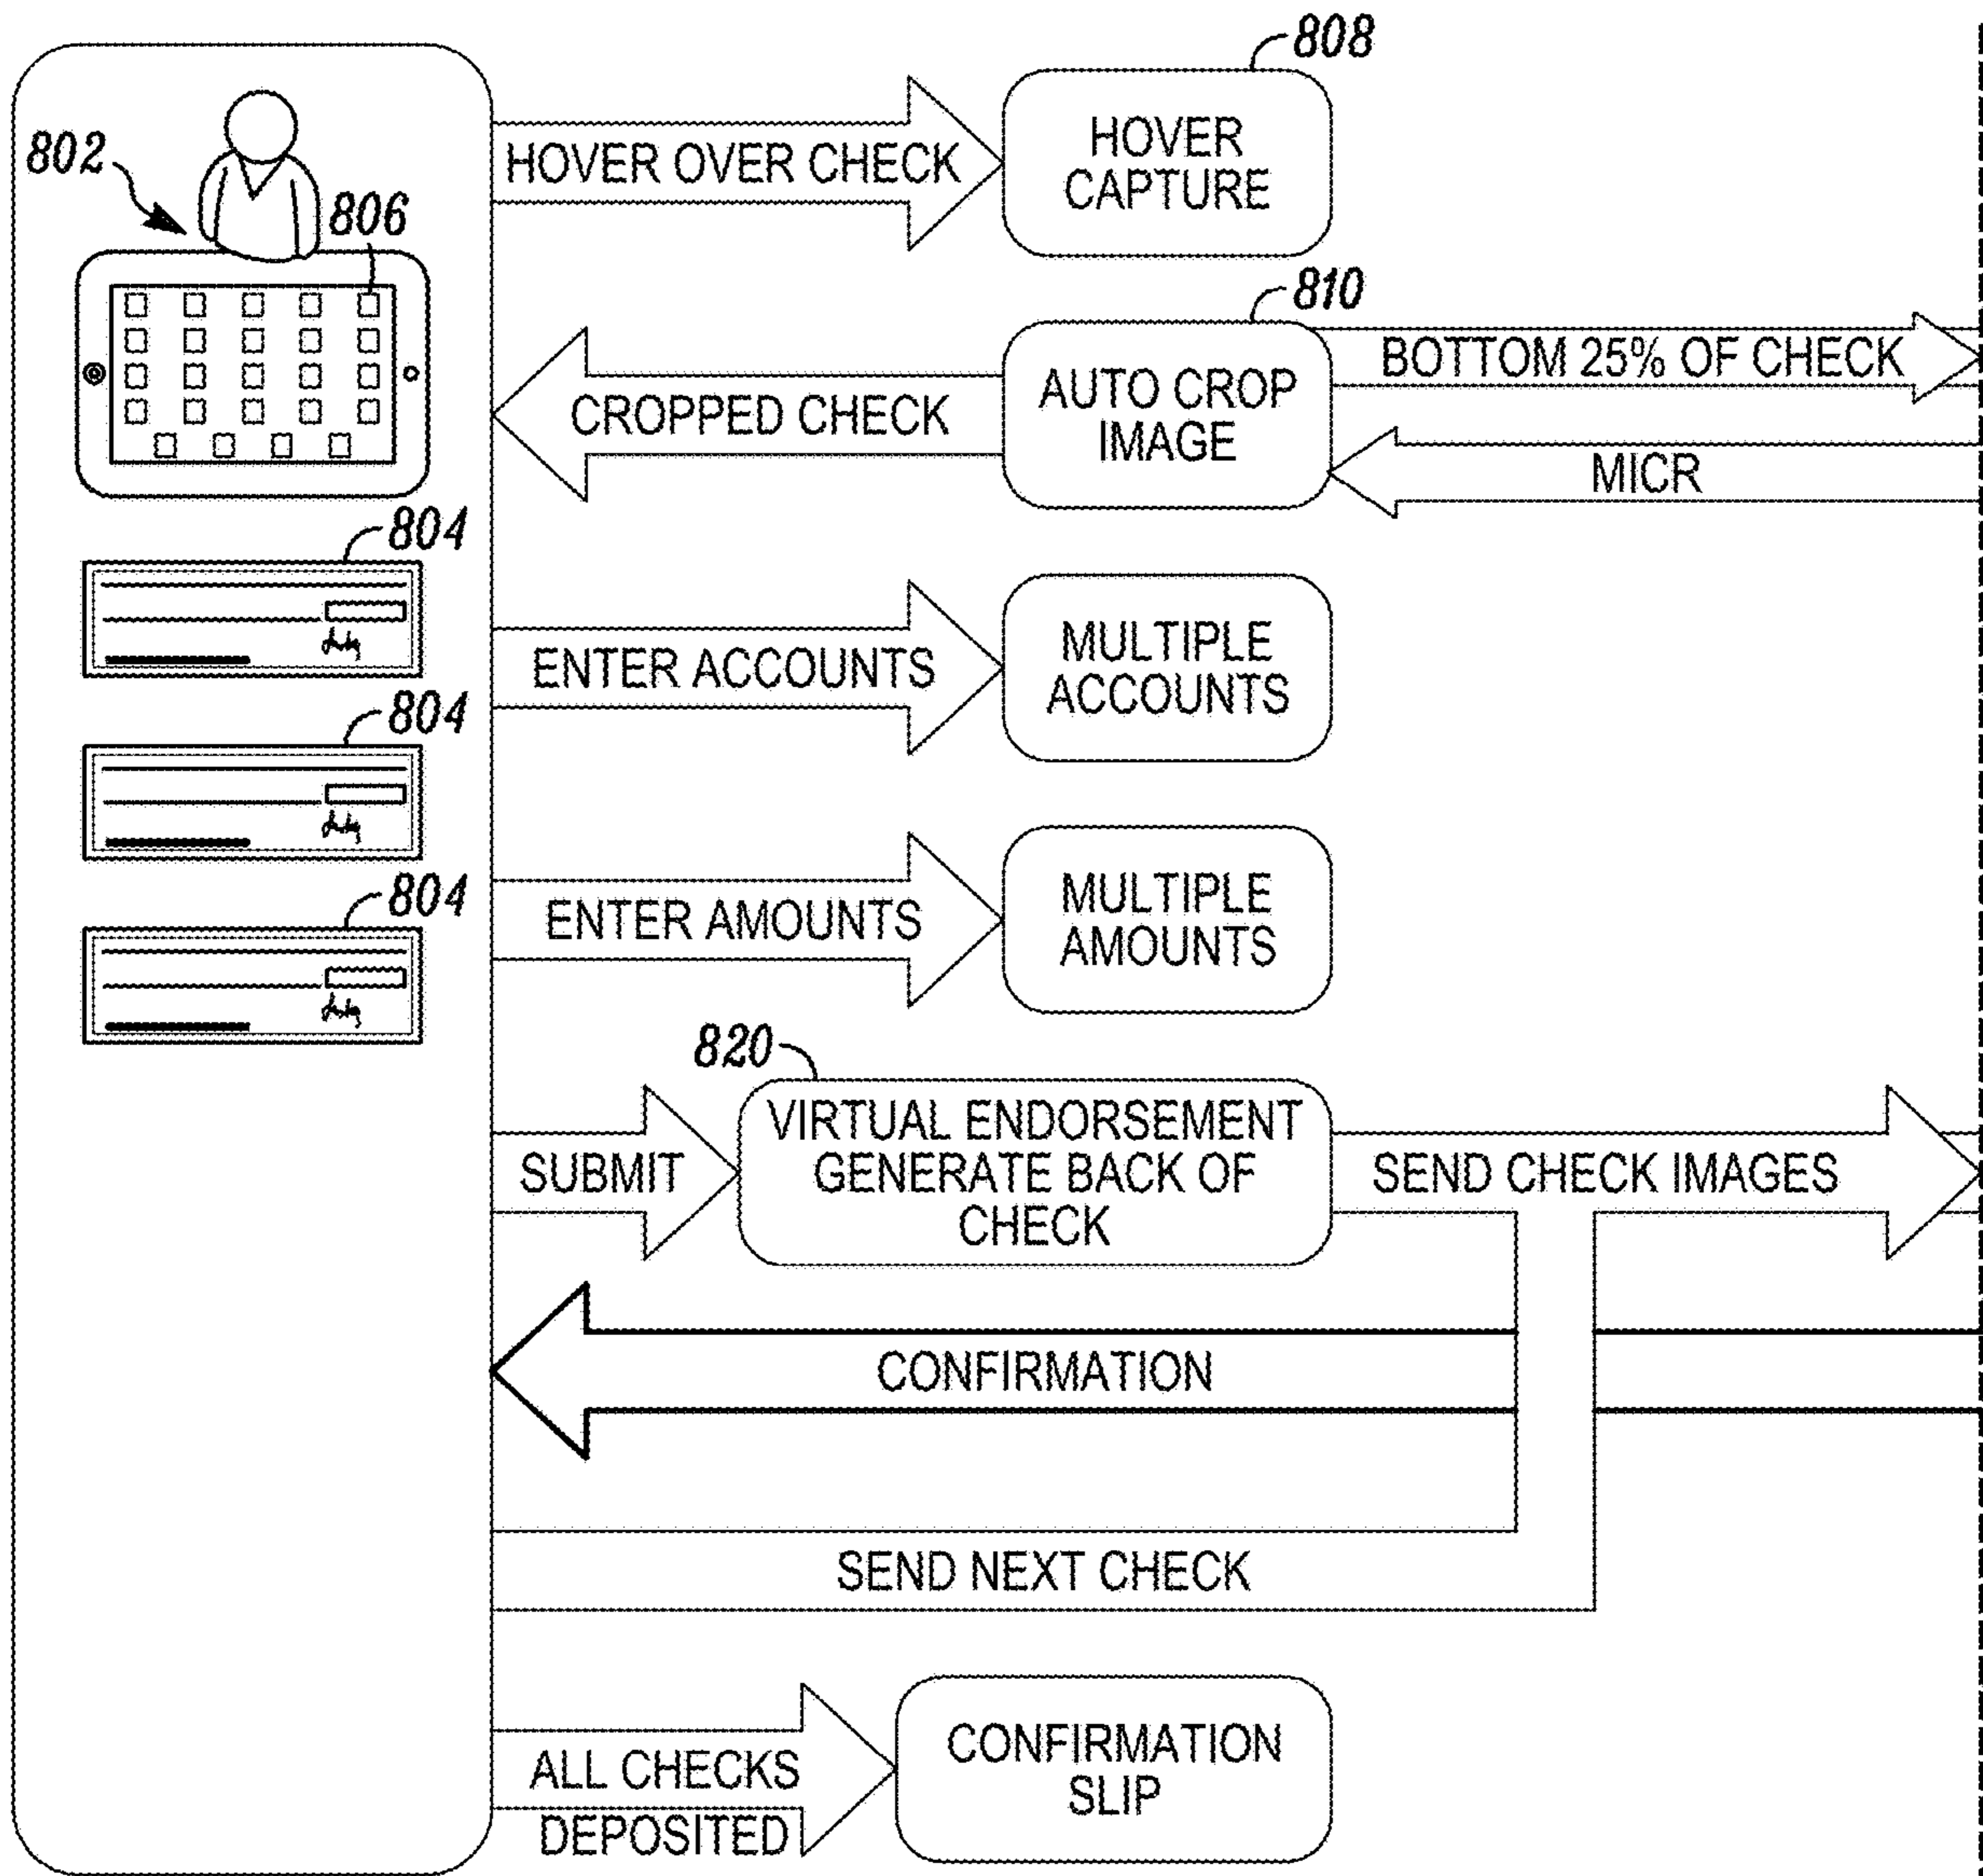 808
802
806
HOVER OVER CHECK
HOVER
CAPTURE
810
BOTTOM 25% OF CHECK
CROPPED CHECK
AUTO CROP
IMAGE
MICR
804
ENTER ACCOUNTS
MULTIPLE
ACCOUNTS
804
804
ENTER AMOUNTS
MULTIPLE
AMOUNTS
820
SUBMIT
VIRTUAL ENDORSEMENT
GENERATE BACK OF
CHECK
SEND CHECK IMAGES
CONFIRMATION
SEND NEXT CHECK
ALL CHECKS
DEPOSITED
CONFIRMATION
SLIP